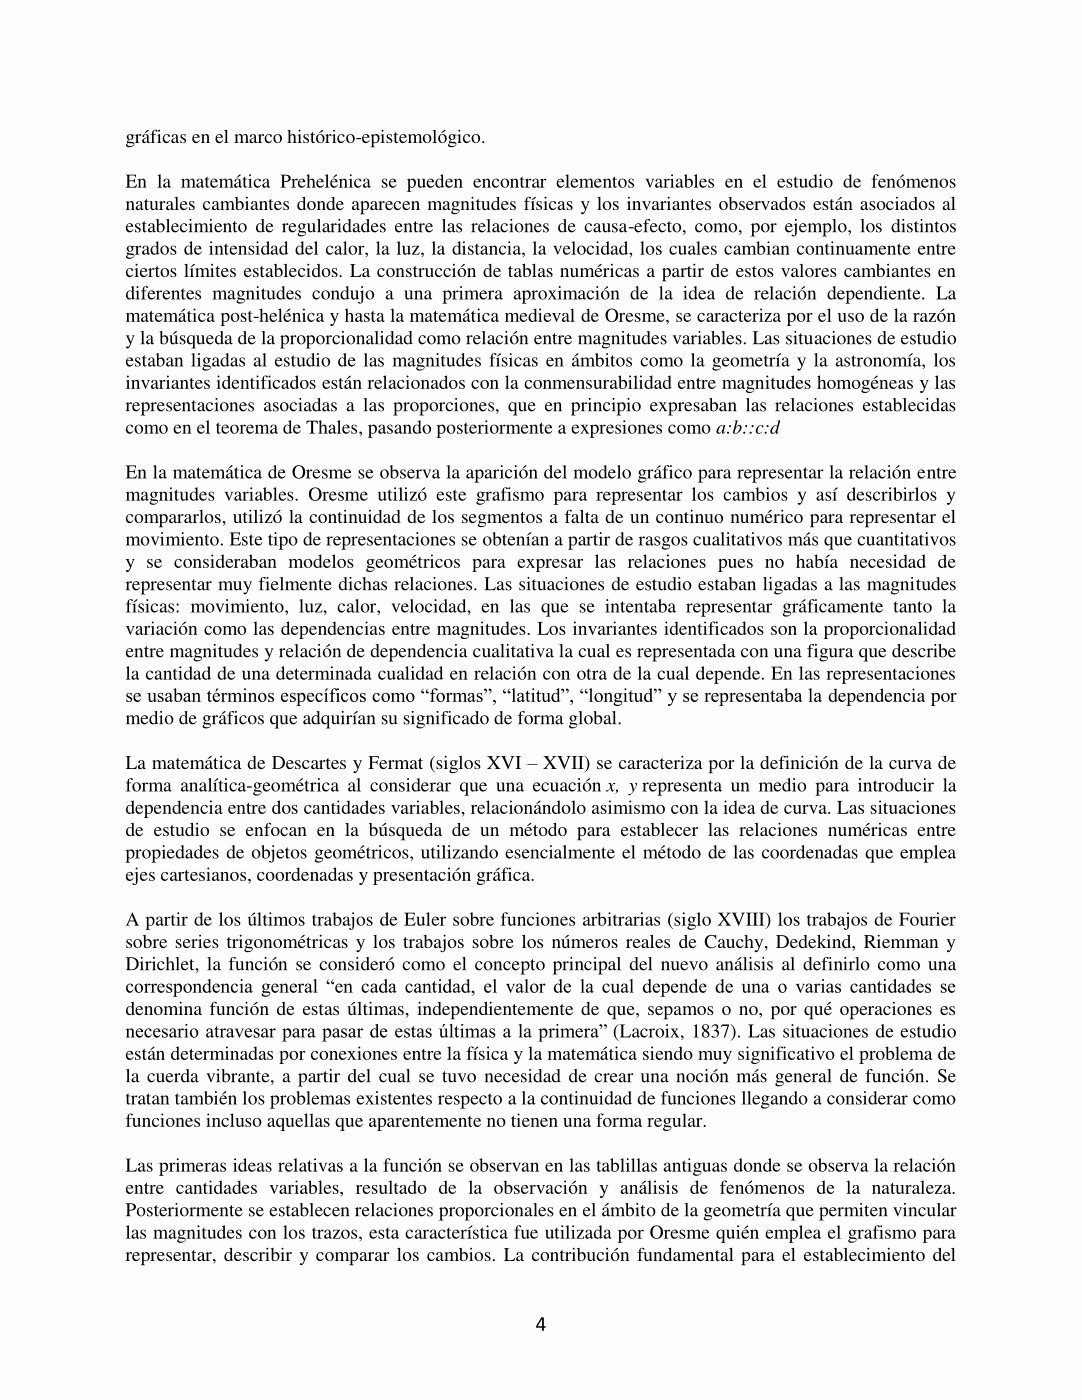 gráficas en el marco histórico-epistemológico.
En la matemática Prehelénica se pueden encontrar elementos variables en el estudio de fenómenos
naturales cambiantes donde aparecen magnitudes físicas y los invariantes observados están asociados al
establecimiento de regularidades entre las relaciones de causa-efecto, como, por ejemplo, los distintos
grados de intensidad del calor, la luz, la distancia, la velocidad, los cuales cambian continuamente entre
ciertos límites establecidos. La construcción de tablas numéricas a partir de estos valores cambiantes en
diferentes magnitudes condujo a una primera aproximación de la idea de relación dependiente. La
matemática post-helénica y hasta la matemática medieval de Oresme, se caracteriza por el uso de la razón
y la búsqueda de la proporcionalidad como relación entre magnitudes variables. Las situaciones de estudio
estaban ligadas al estudio de las magnitudes físicas en ámbitos como la geometría y la astronomía, los
invariantes identificados están relacionados con la conmensurabilidad entre magnitudes homogéneas y las
representaciones asociadas a las proporciones, que en principio expresaban las relaciones establecidas
como en el teorema de Thales, pasando posteriormente a expresiones como a:b::c:d
En la matemática de Oresme se observa la aparición del modelo gráfico para representar la relación entre
magnitudes variables. Oresme utilizó este grafismo para representar los cambios y así describirlos y
compararlos, utilizó la continuidad de los segmentos a falta de un continuo numérico para representar el
movimiento. Este tipo de representaciones se obtenían a partir de rasgos cualitativos más que cuantitativos
y se consideraban modelos geométricos para expresar las relaciones pues no había necesidad de
representar muy fielmente dichas relaciones. Las situaciones de estudio estaban ligadas a las magnitudes
físicas: movimiento, luz, calor, velocidad, en las que se intentaba representar gráficamente tanto la
variación como las dependencias entre magnitudes. Los invariantes identificados son la proporcionalidad
entre magnitudes y relación de dependencia cualitativa la cual es representada con una figura que describe
la cantidad de una determinada cualidad en relación con otra de la cual depende. En las representaciones
se usaban términos específicos como “formas”, “latitud”, “longitud” y se representaba la dependencia por
medio de gráficos que adquirían su significado de forma global.
La matemática de Descartes y Fermat (siglos XVI – XVII) se caracteriza por la definición de la curva de
forma analítica-geométrica al considerar que una ecuación x, y representa un medio para introducir la
dependencia entre dos cantidades variables, relacionándolo asimismo con la idea de curva. Las situaciones
de estudio se enfocan en la búsqueda de un método para establecer las relaciones numéricas entre
propiedades de objetos geométricos, utilizando esencialmente el método de las coordenadas que emplea
ejes cartesianos, coordenadas y presentación gráfica.
A partir de los últimos trabajos de Euler sobre funciones arbitrarias (siglo XVIII) los trabajos de Fourier
sobre series trigonométricas y los trabajos sobre los números reales de Cauchy, Dedekind, Riemman y
Dirichlet, la función se consideró como el concepto principal del nuevo análisis al definirlo como una
correspondencia general “en cada cantidad, el valor de la cual depende de una o varias cantidades se
denomina función de estas últimas, independientemente de que, sepamos o no, por qué operaciones es
necesario atravesar para pasar de estas últimas a la primera” (Lacroix, 1837). Las situaciones de estudio
están determinadas por conexiones entre la física y la matemática siendo muy significativo el problema de
la cuerda vibrante, a partir del cual se tuvo necesidad de crear una noción más general de función. Se
tratan también los problemas existentes respecto a la continuidad de funciones llegando a considerar como
funciones incluso aquellas que aparentemente no tienen una forma regular.
Las primeras ideas relativas a la función se observan en las tablillas antiguas donde se observa la relación
entre cantidades variables, resultado de la observación y análisis de fenómenos de la naturaleza.
Posteriormente se establecen relaciones proporcionales en el ámbito de la geometría que permiten vincular
las magnitudes con los trazos, esta característica fue utilizada por Oresme quién emplea el grafismo para
representar, describir y comparar los cambios. La contribución fundamental para el establecimiento del
4